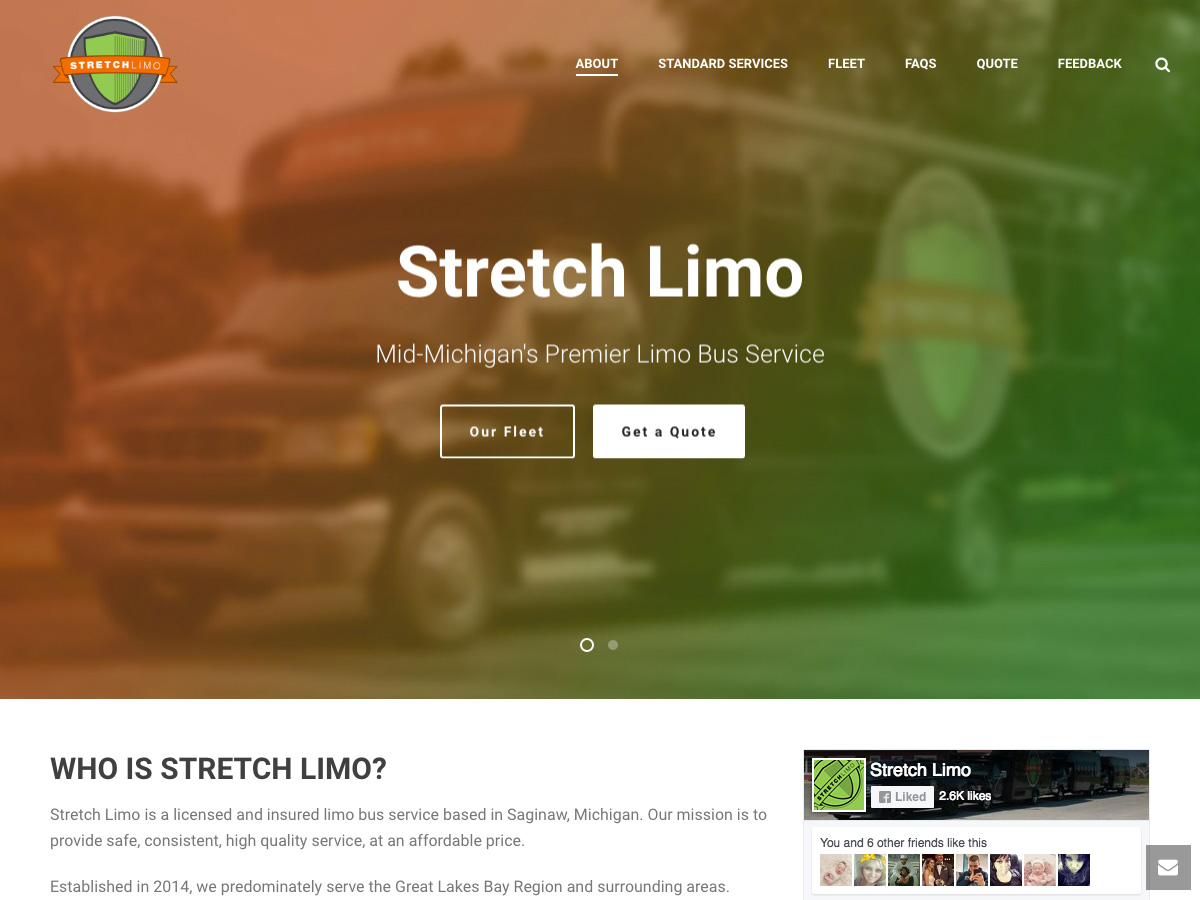 STRETCHLIMO
ABOUT
STANDARD SERVICES
FLEET
FAQS
QUOTE
FEEDBACK
Stretch Limo
Mid-Michigan's Premier Limo Bus Service
Our Fleet
Get a Quote
WHO IS STRETCH LIMO?
Stretch Limo is a licensed and insured limo bus service based in Saginaw, Michigan. Our mission is to
provide safe, consistent, high quality service, at an affordable price.
Established in 2014, we predominately serve the Great Lakes Bay Region and surrounding areas.
STRETCHLIMO
Stretch Limo
Liked
2.6K likes
You and 6 other friends like this